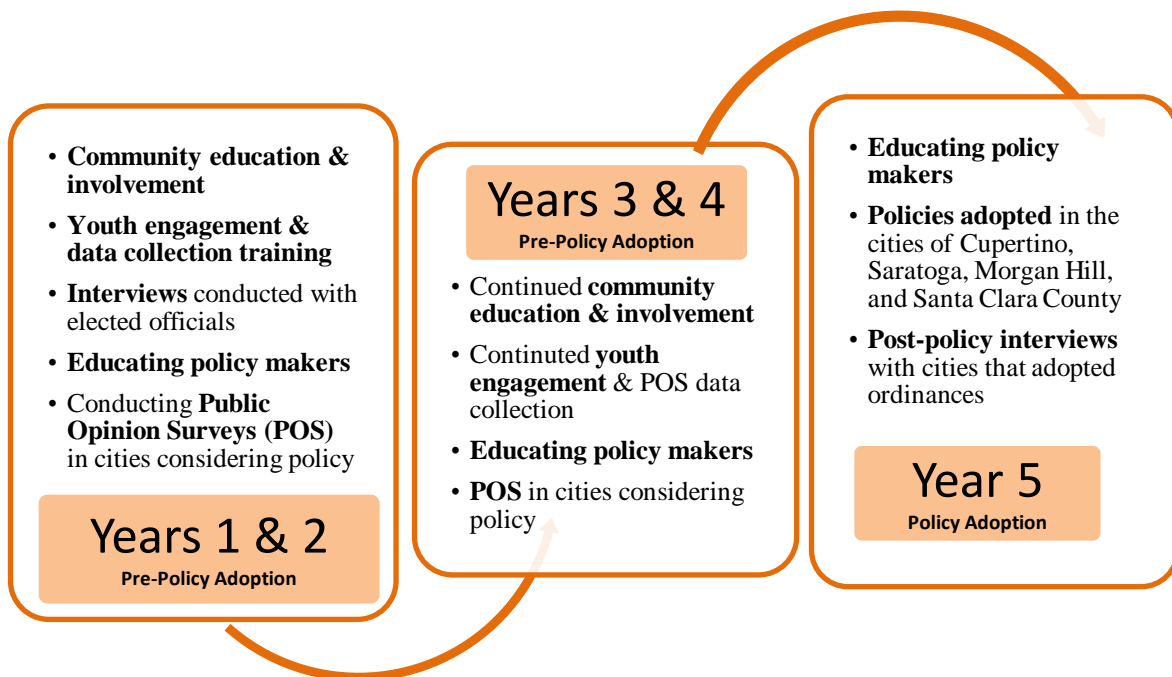 • Community education &
involvement
• Youth engagement &
data collection training
• Interviews conducted with
elected officials
• Educating policy makers
• Conducting Public
Opinion Surveys (POS)
in cities considering policy
Years 1 & 2
Pre-Policy Adoption
Years 3 & 4
Pre-Policy Adoption
• Continued community
education & involvement
• Continuted youth
engagement & POS data
collection
• Educating policy makers
• POS in cities considering
policy
• Educating policy
makers
• Policies adopted in the
cities of Cupertino,
Saratoga, Morgan Hill,
and Santa Clara County
• Post-policy interviews
with cities that adopted
ordinances
Year 5
Policy Adoption